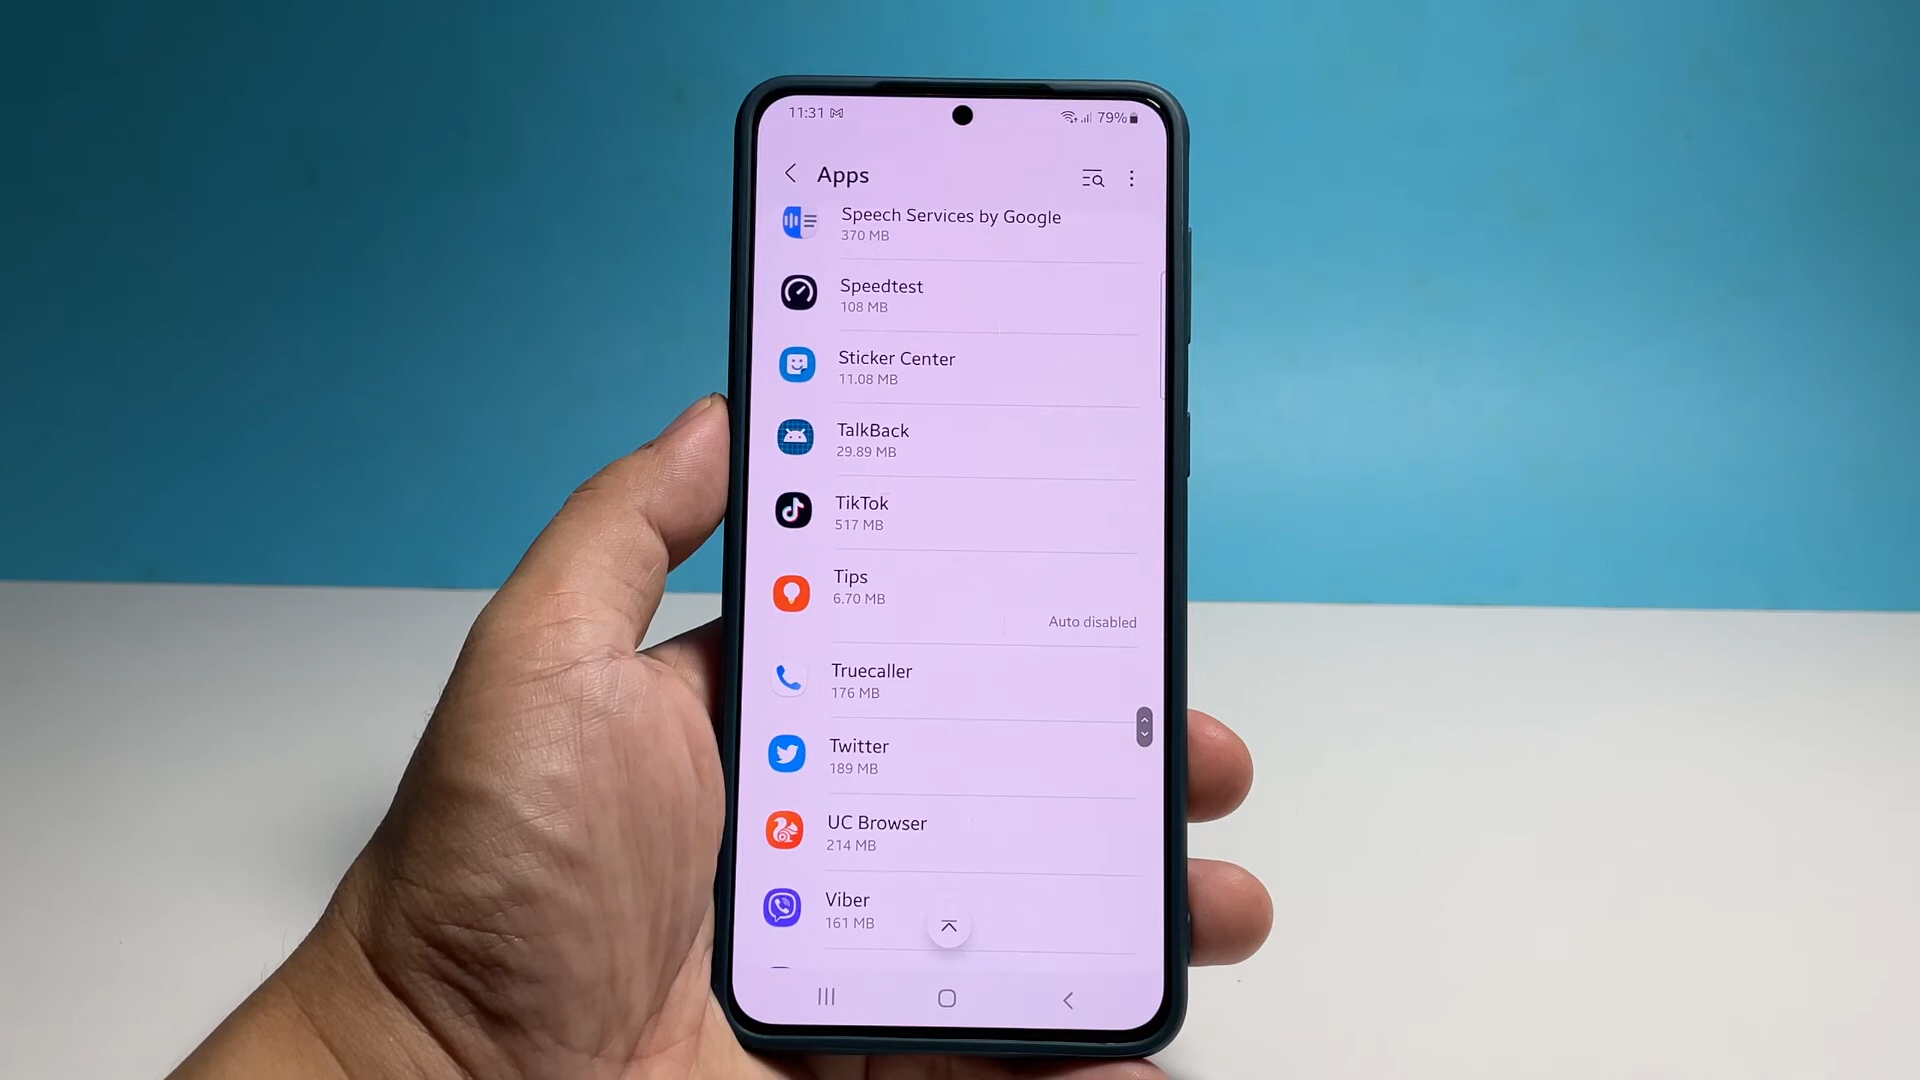 11:31
79%
Apps
Speech Services by Google
370 MB
Speedtest
108 MB
Sticker Center
11.08 MB
TalkBack
29.89 MB
TikTok
517 MB
Tips
6.70 MB
Auto disabled
Truecaller
176 MB
Twitter
189 MB
UC Browser
214 MB
Viber
161 MB